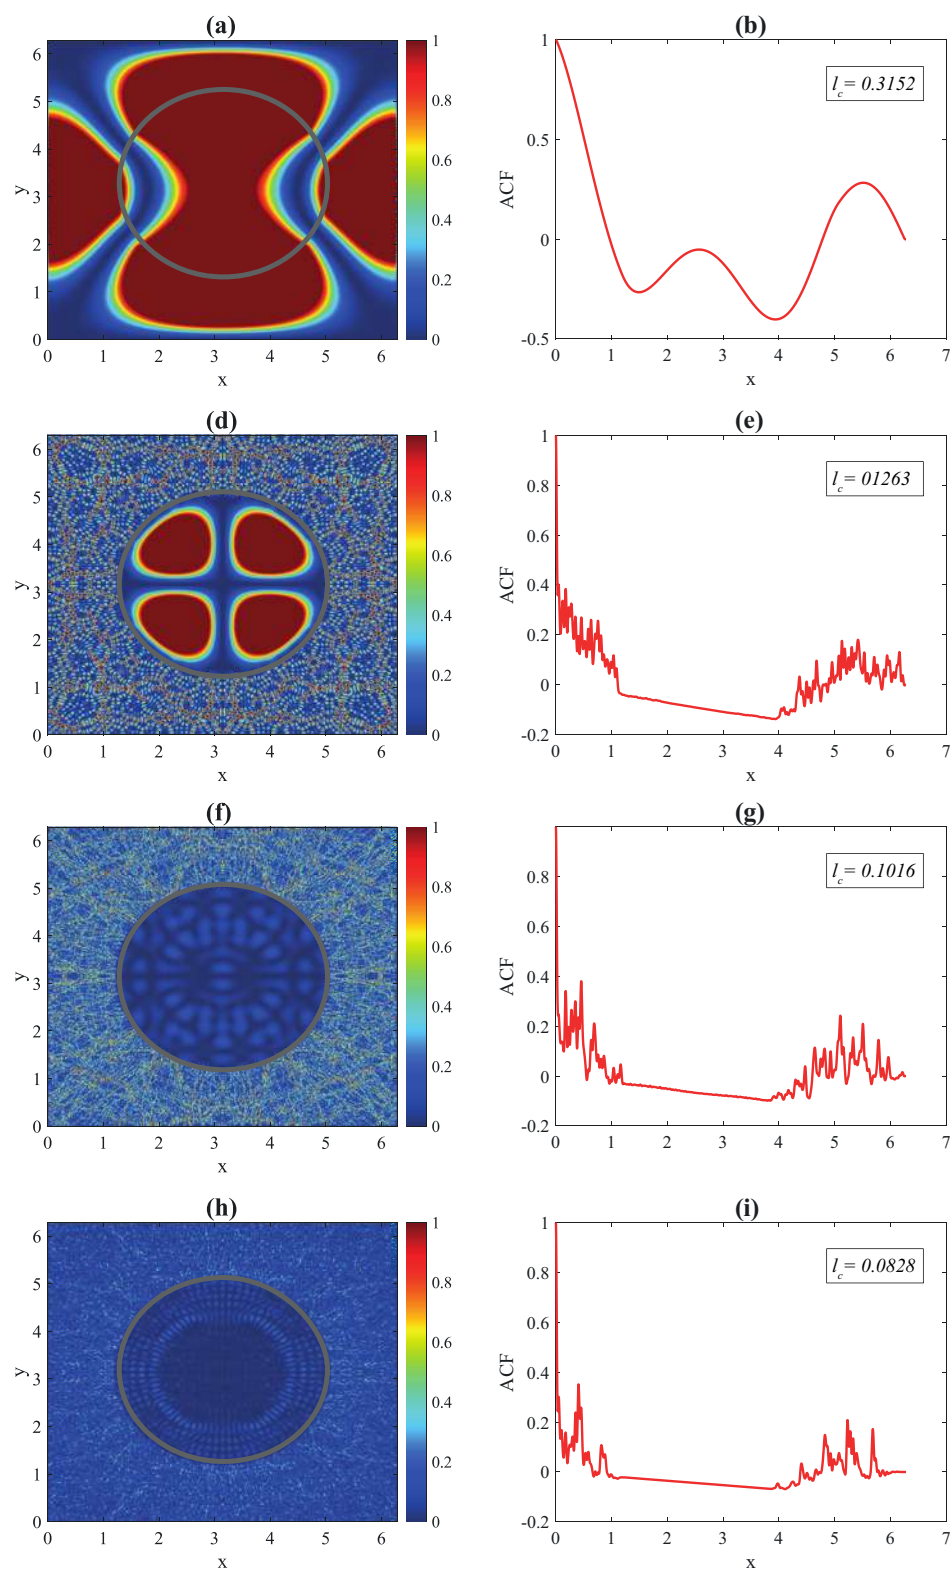 (a)
6
5
4
3
2
1
0
y
0 1 2 3 4 5 6
x
1
0.8
0.6
0.4
0.2
0
(b)
1
0.5
0
-0.5
ACF
l_c = 0.3152
0 1 2 3 4 5 6 7
x
(d)
6
5
4
3
2
1
0
y
0 1 2 3 4 5 6
x
1
0.8
0.6
0.4
0.2
0
(e)
1
0.8
0.6
0.4
0.2
0
-0.2
ACF
l_c = 01263
0 1 2 3 4 5 6 7
x
(f)
6
5
4
3
2
1
0
y
0 1 2 3 4 5 6
x
1
0.8
0.6
0.4
0.2
0
(g)
0.8
0.6
0.4
0.2
0
-0.2
ACF
l_c = 0.1016
0 1 2 3 4 5 6 7
x
(h)
6
5
4
3
2
1
0
y
0 1 2 3 4 5 6
x
1
0.8
0.6
0.4
0.2
0
(i)
1
0.8
0.6
0.4
0.2
0
-0.2
ACF
l_c = 0.0828
0 1 2 3 4 5 6 7
x